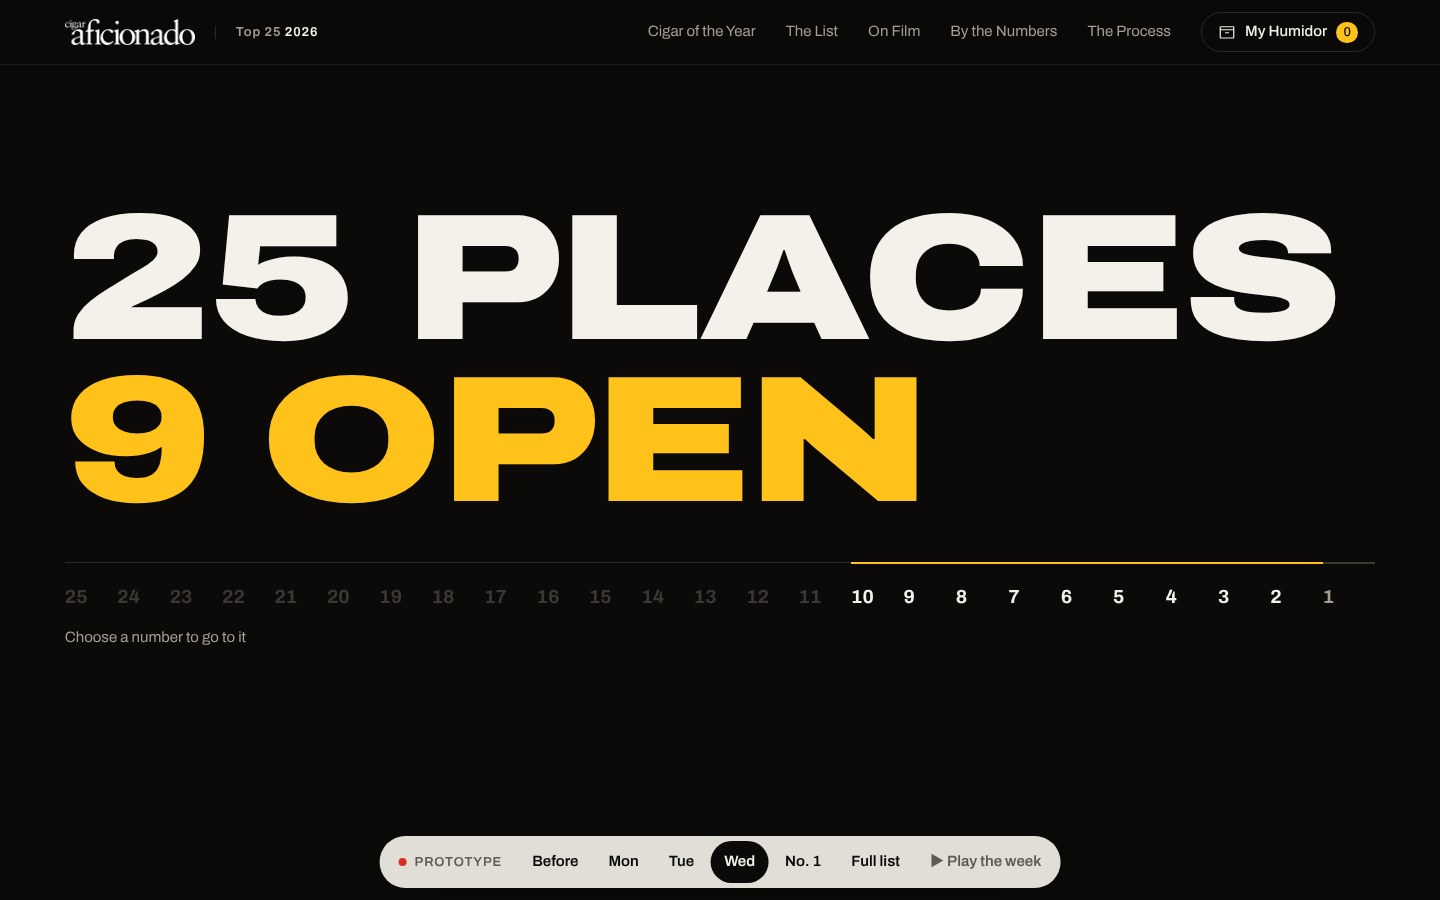 cigar aficionado Top 25 2026 Cigar of the Year The List On Film By the Numbers The Process My Humidor 0
25 PLACES
9 OPEN
25 24 23 22 21 20 19 18 17 16 15 14 13 12 11 10 9 8 7 6 5 4 3 2 1
Choose a number to go to it
PROTOTYPE Before Mon Tue Wed No. 1 Full list Play the week